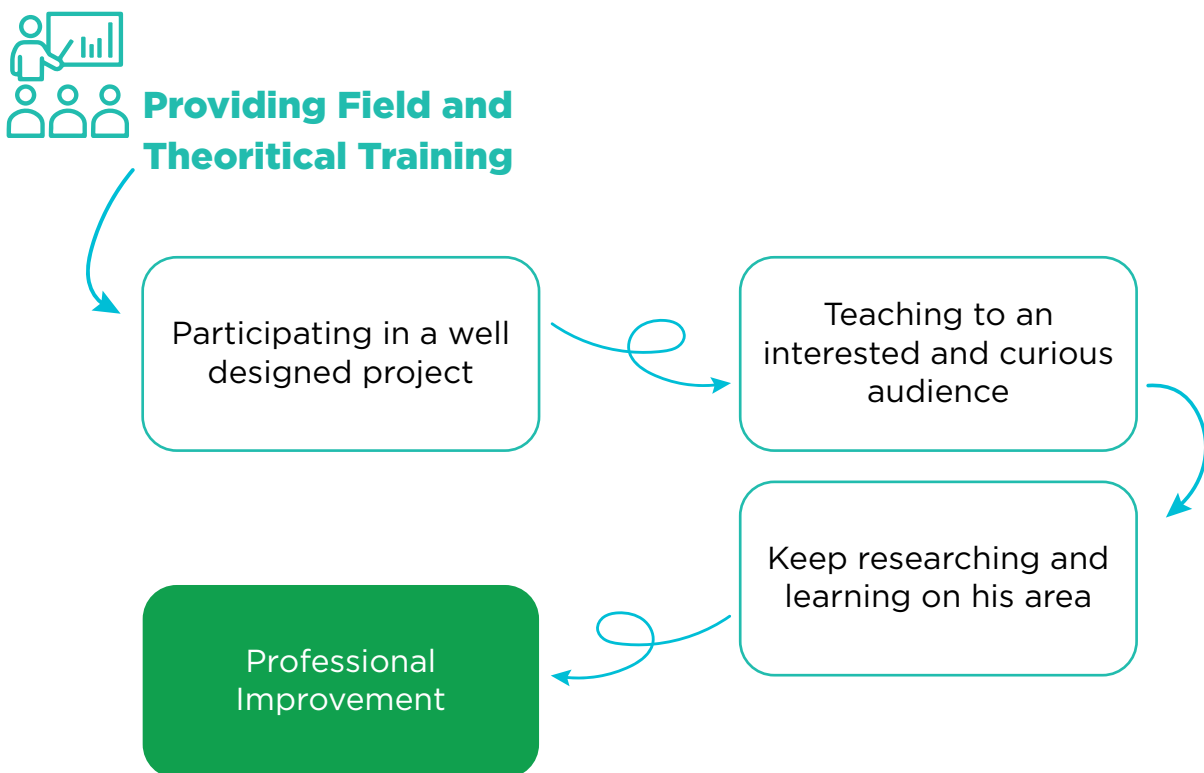 Providing Field and
Theoritical Training
Participating in a well
designed project
Teaching to an
interested and curious
audience
Keep researching and
learning on his area
Professional
Improvement